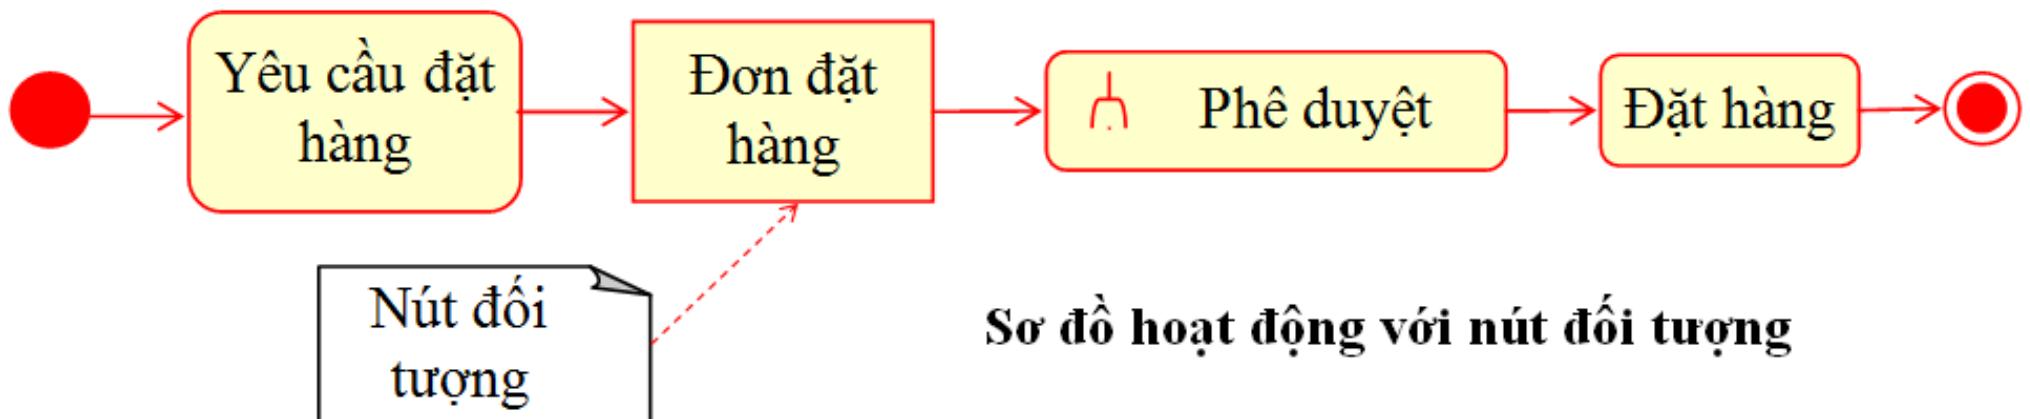 Yêu cầu đặt
hàng
Đơn đặt
hàng
Phê duyệt
Đặt hàng
Nút đối
tượng
Sơ đồ hoạt động với nút đối tượng